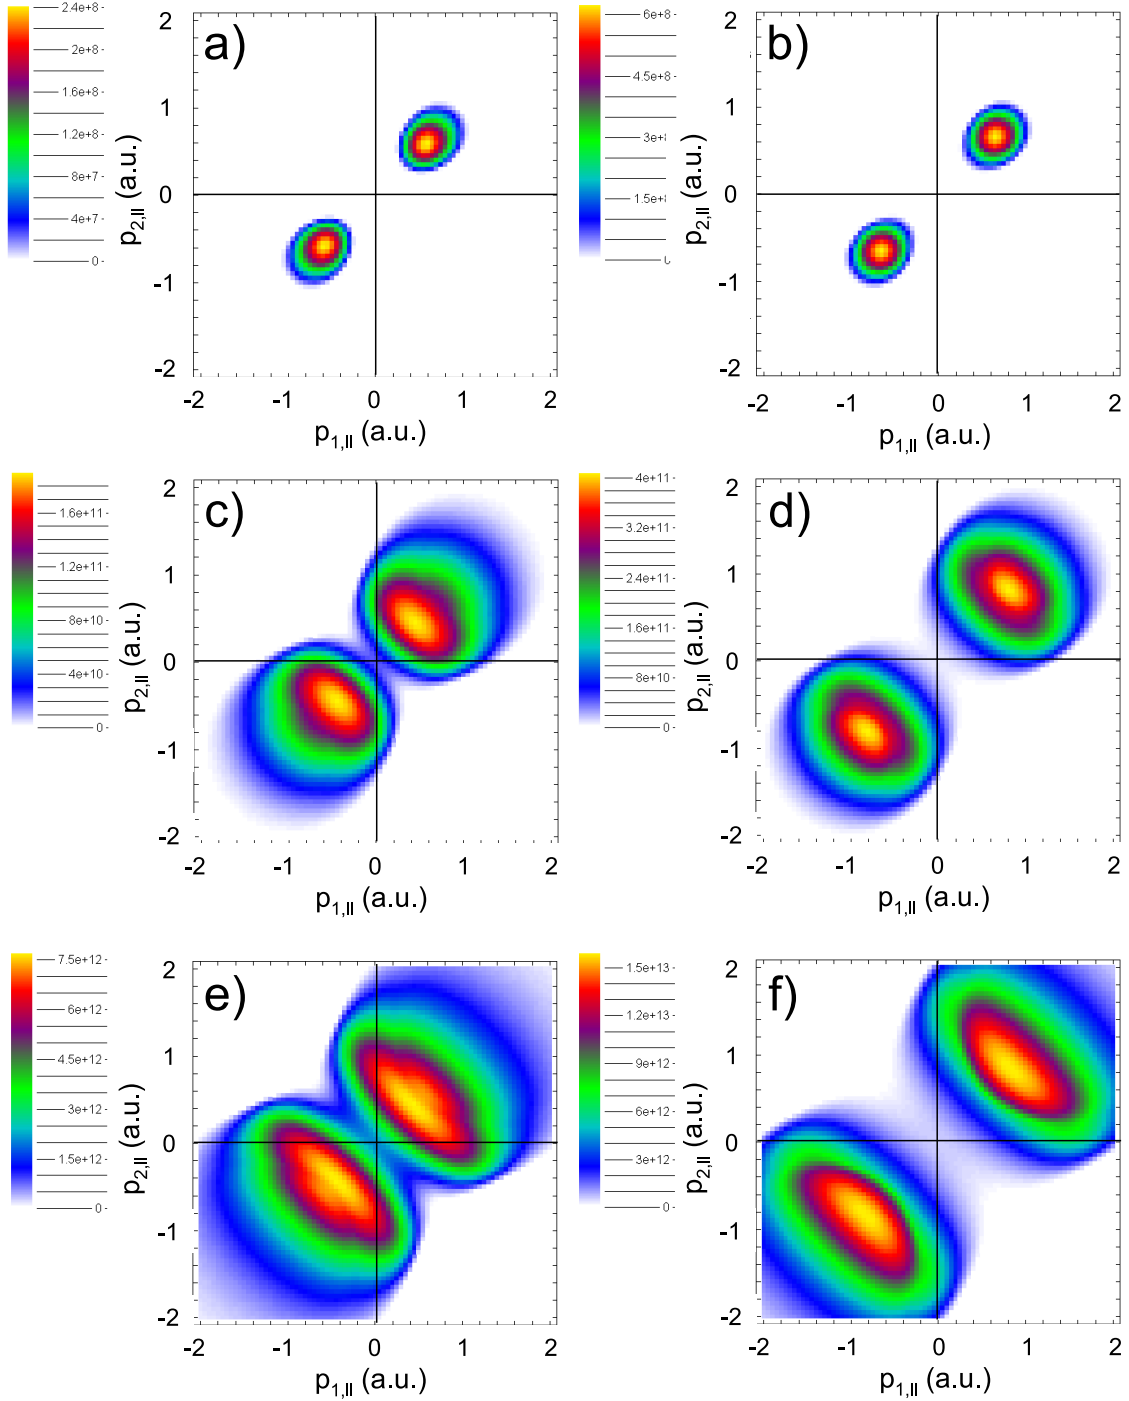 a)
2.4e+8
2e+8
1.6e+8
1.2e+8
8e+7
4e+7
0
2
1
0
-1
-2
p2,II (a.u.)
-2
-1
0
1
2
p1,II (a.u.)
b)
6e+8
4.5e+8
3e+
1.5e+
2
1
0
-1
-2
p2,II (a.u.)
-2
-1
0
1
2
p1,II (a.u.)
c)
1.6e+11
1.2e+11
8e+10
4e+10
0
2
1
0
-1
-2
p2,II (a.u.)
-2
-1
0
1
2
p1,II (a.u.)
d)
4e+11
3.2e+11
2.4e+11
1.6e+11
8e+10
0
2
1
0
-1
-2
p2,II (a.u.)
-2
-1
0
1
2
p1,II (a.u.)
e)
7.5e+12
6e+12
4.5e+12
3e+12
1.5e+12
0
2
1
0
-1
-2
p2,II (a.u.)
-2
-1
0
1
2
p1,II (a.u.)
f)
1.5e+13
1.2e+13
9e+12
6e+12
3e+12
0
2
1
0
-1
-2
p2,II (a.u.)
-2
-1
0
1
2
p1,II (a.u.)